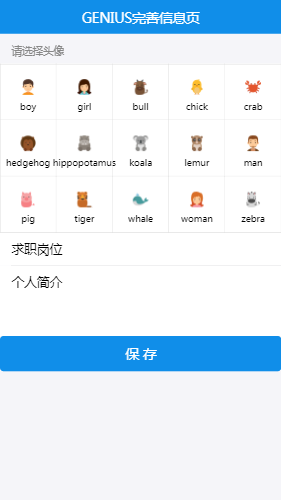 GENIUS完善信息页
请选择头像
boy girl bull chick crab
hedgehog hippopotamus koala lemur man
pig tiger whale woman zebra
求职岗位
个人简介
保存